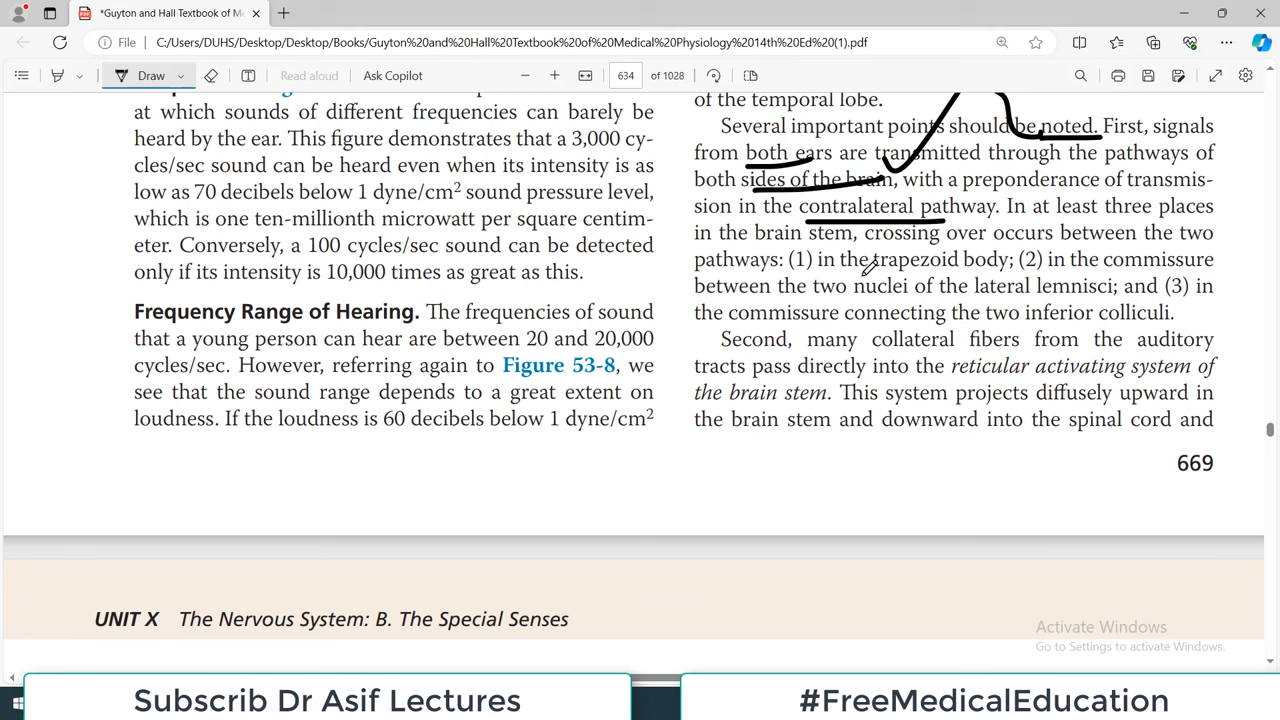 *Guyton and Hall Textbook of Me
File
C:/Users/DUHS/Desktop/Desktop/Books/Guyton%20and%20Hall%20Textbook%20of%20Medical%20Physiology%2014th%20Ed%20(1).pdf
Draw
Read aloud
Ask Copilot
634 of 1028
at which sounds of different frequencies can barely be
heard by the ear. This figure demonstrates that a 3,000 cy-
cles/sec sound can be heard even when its intensity is as
low as 70 decibels below 1 dyne/cm2 sound pressure level,
which is one ten-millionth microwatt per square centim-
eter. Conversely, a 100 cycles/sec sound can be detected
only if its intensity is 10,000 times as great as this.
Frequency Range of Hearing. The frequencies of sound
that a young person can hear are between 20 and 20,000
cycles/sec. However, referring again to Figure 53-8, we
see that the sound range depends to a great extent on
loudness. If the loudness is 60 decibels below 1 dyne/cm2
of the temporal lobe.
Several important points should be noted. First, signals
from both ears are transmitted through the pathways of
both sides of the brain, with a preponderance of transmis-
sion in the contralateral pathway. In at least three places
in the brain stem, crossing over occurs between the two
pathways: (1) in the trapezoid body; (2) in the commissure
between the two nuclei of the lateral lemnisci; and (3) in
the commissure connecting the two inferior colliculi.
Second, many collateral fibers from the auditory
tracts pass directly into the reticular activating system of
the brain stem. This system projects diffusely upward in
the brain stem and downward into the spinal cord and
669
UNIT X The Nervous System: B. The Special Senses
Activate Windows
Go to Settings to activate Windows.
Subscrib Dr Asif Lectures
#FreeMedicalEducation